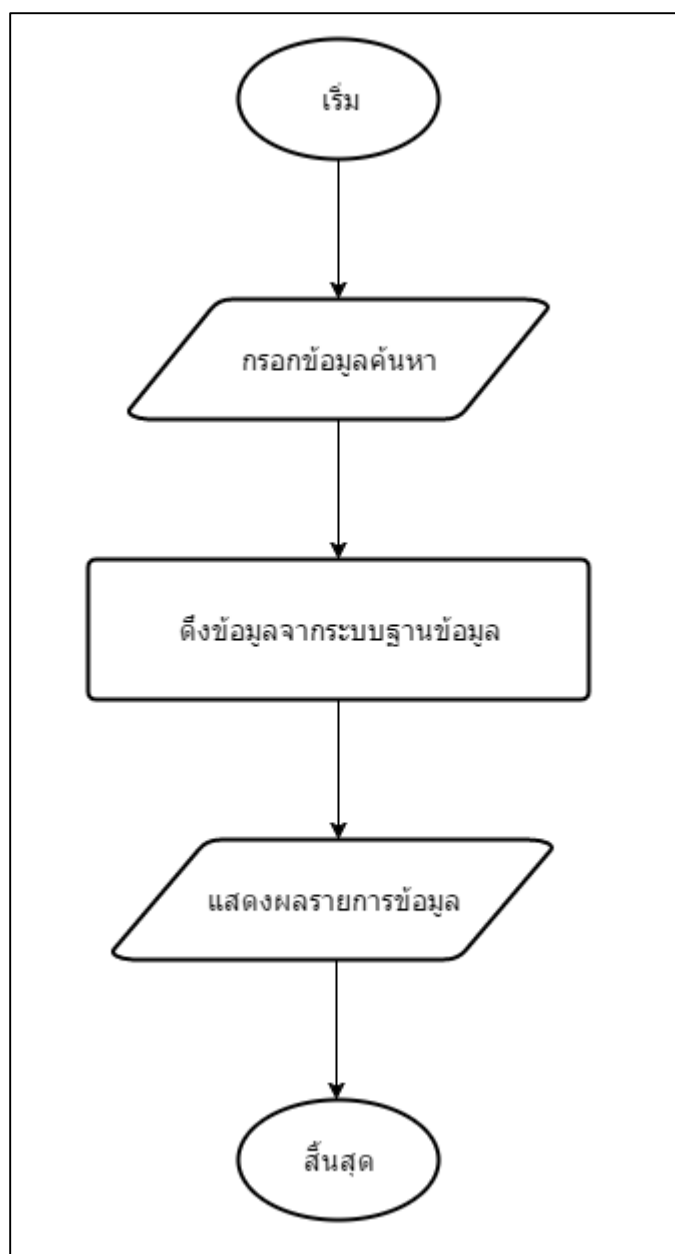 เริ่ม
กรอกข้อมูลค้นหา
ดึงข้อมูลจากระบบฐานข้อมูล
แสดงผลรายการข้อมูล
สิ้นสุด